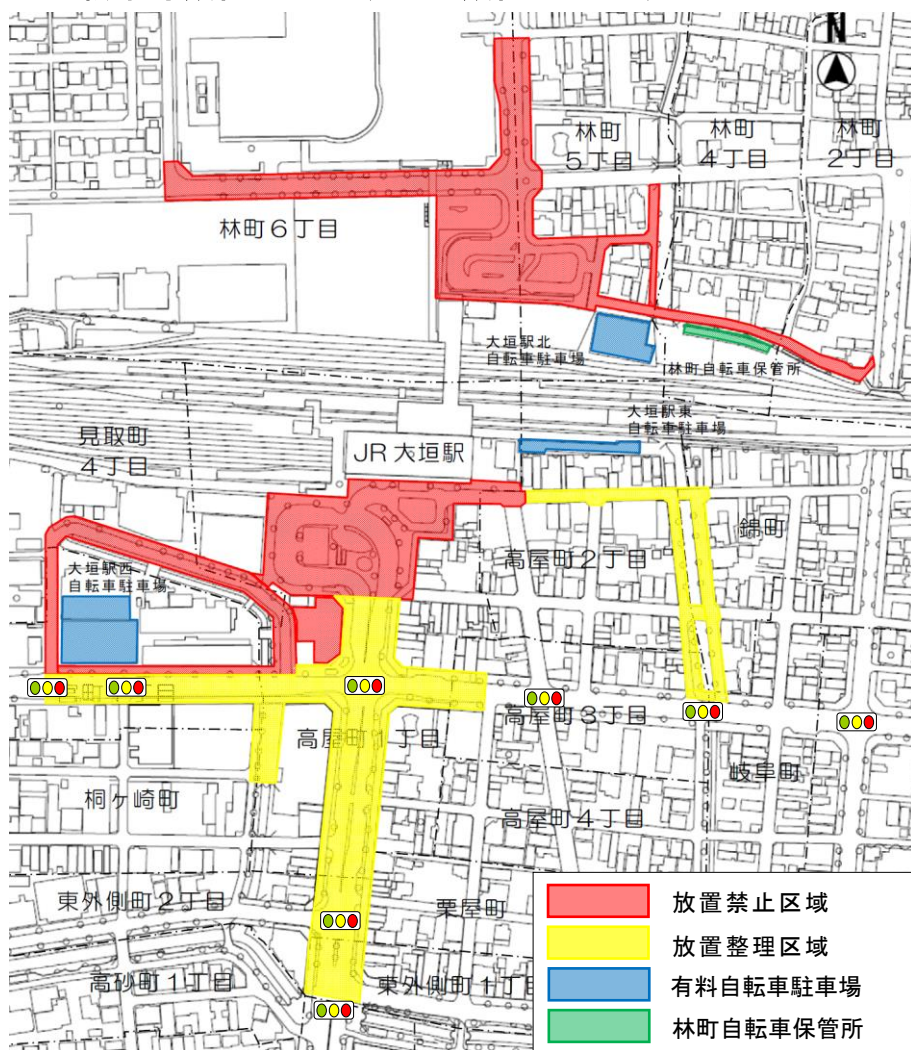 N
林町
5丁目
林町
4丁目
林町
2丁目
林町6丁目
大垣駅北
自転車駐車場
林町自転車保管所
大垣駅東
自転車駐車場
見取町
4丁目
JR大垣駅
錦町
高屋町2丁目
大垣駅西
自転車駐車場
高屋町3丁目
高屋町1丁目
岐阜町
桐ヶ崎町
高屋町4丁目
東外側町2丁目
栗屋町
高砂町1丁目
東外側町1丁
放置禁止区域
放置整理区域
有料自転車駐車場
林町自転車保管所